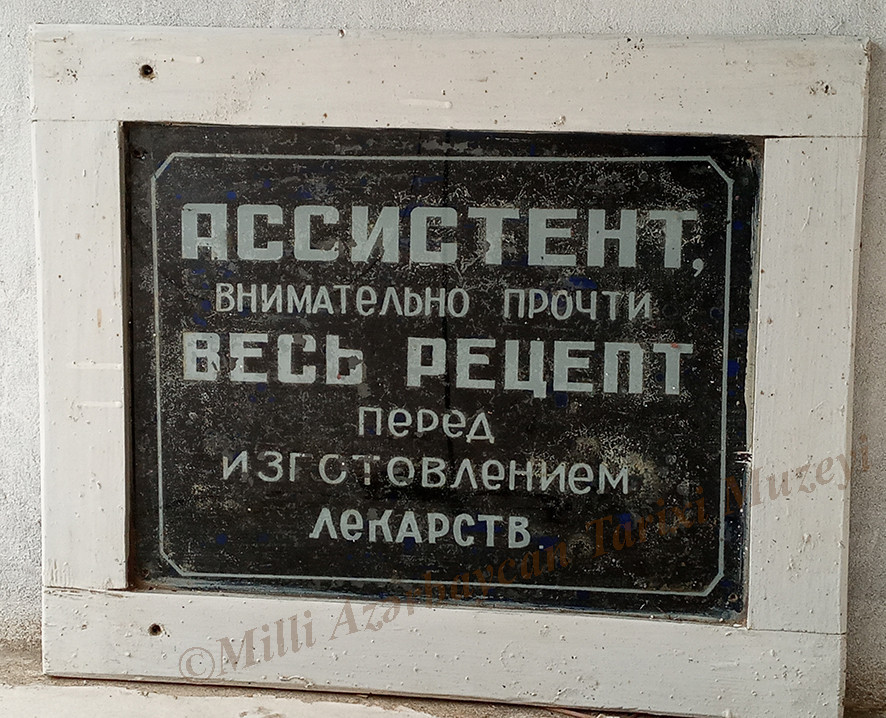 АССИСТЕНТ,
ВНИМАТЕЛЬНО ПРОЧТИ
ВЕСЬ РЕЦЕПТ
ПЕРЕД
ИЗГОТОВЛЕНИЕМ
ЛЕКАРСТВ.
©Milli Azərbaycan Tarixi Muzeyi